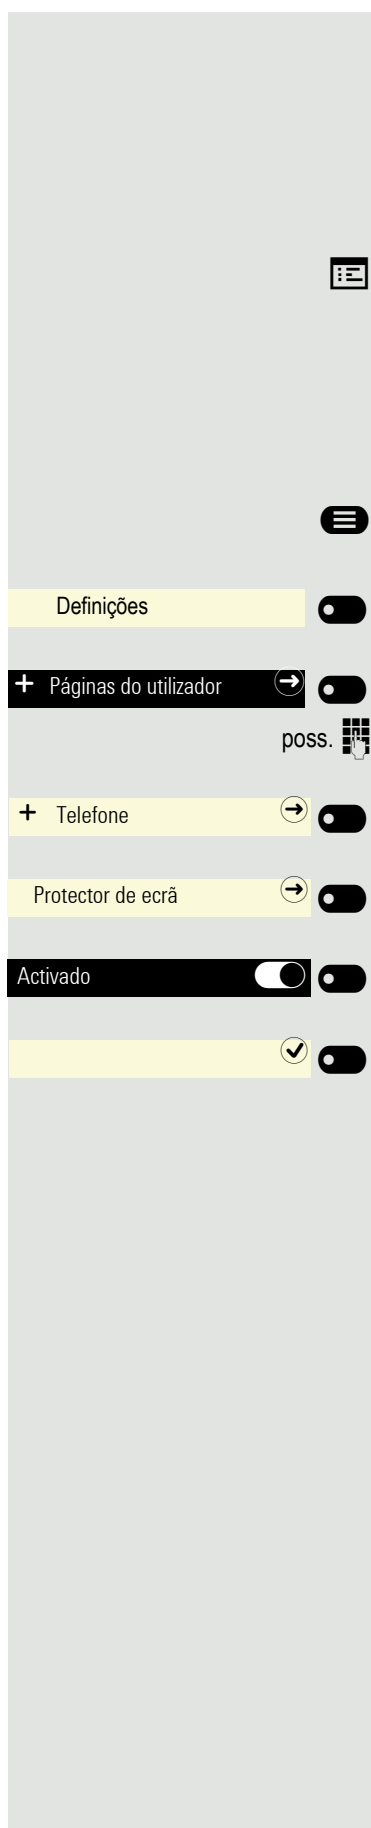 Definições
+ Páginas do utilizador
poss.
+ Telefone
Protector de ecrã
Activado